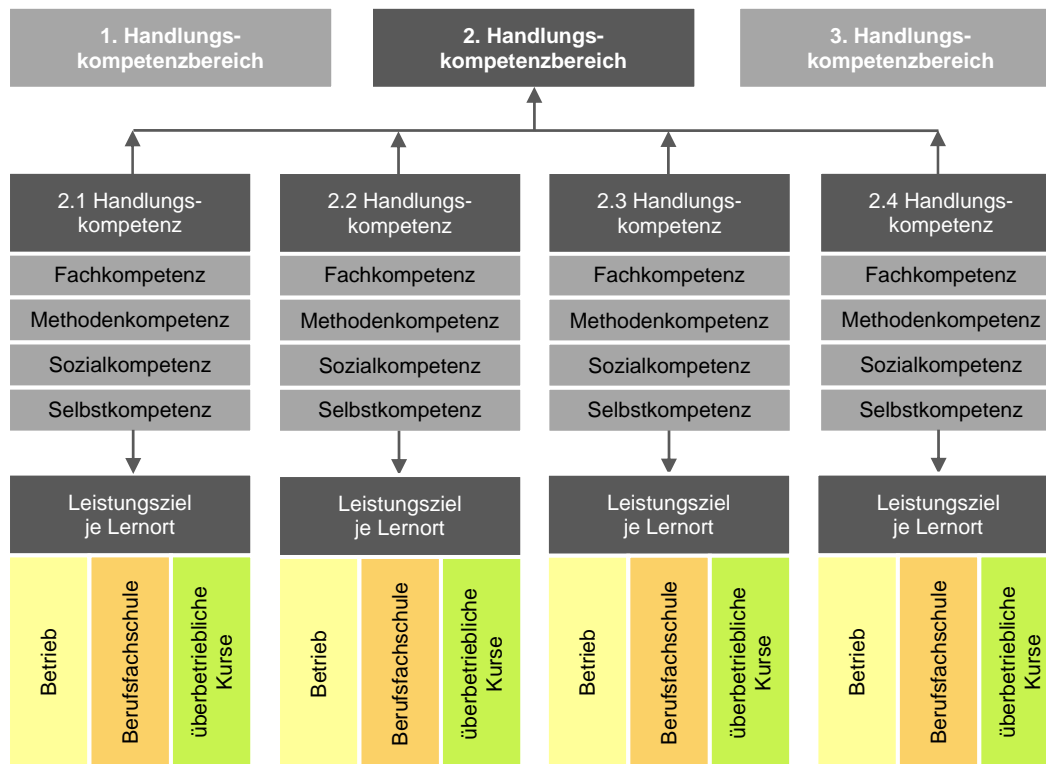 1. Handlungs-
kompetenzbereich
2. Handlungs-
kompetenzbereich
3. Handlungs-
kompetenzbereich
2.1 Handlungs-
kompetenz
2.2 Handlungs-
kompetenz
2.3 Handlungs-
kompetenz
2.4 Handlungs-
kompetenz
Fachkompetenz
Fachkompetenz
Fachkompetenz
Fachkompetenz
Methodenkompetenz
Methodenkompetenz
Methodenkompetenz
Methodenkompetenz
Sozialkompetenz
Sozialkompetenz
Sozialkompetenz
Sozialkompetenz
Selbstkompetenz
Selbstkompetenz
Selbstkompetenz
Selbstkompetenz
Leistungsziel
je Lernort
Leistungsziel
je Lernort
Leistungsziel
je Lernort
Leistungsziel
je Lernort
Betrieb
Berufsfachschule
überbetriebliche
Kurse
Betrieb
Berufsfachschule
überbetriebliche
Kurse
Betrieb
Berufsfachschule
überbetriebliche
Kurse
Betrieb
Berufsfachschule
überbetriebliche
Kurse